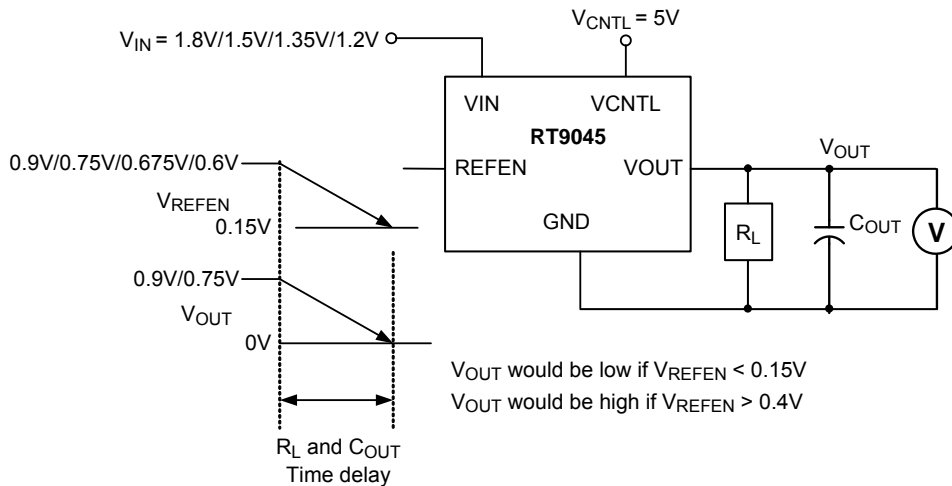 V_CNTL = 5V
V_IN = 1.8V/1.5V/1.35V/1.2V
VIN
VCNTL
RT9045
0.9V/0.75V/0.675V/0.6V
REFEN
VOUT
V_OUT
V_REFEN
0.15V
GND
R_L
C_OUT
V
0.9V/0.75V
V_OUT
0V
V_OUT would be low if V_REFEN < 0.15V
V_OUT would be high if V_REFEN > 0.4V
R_L and C_OUT
Time delay